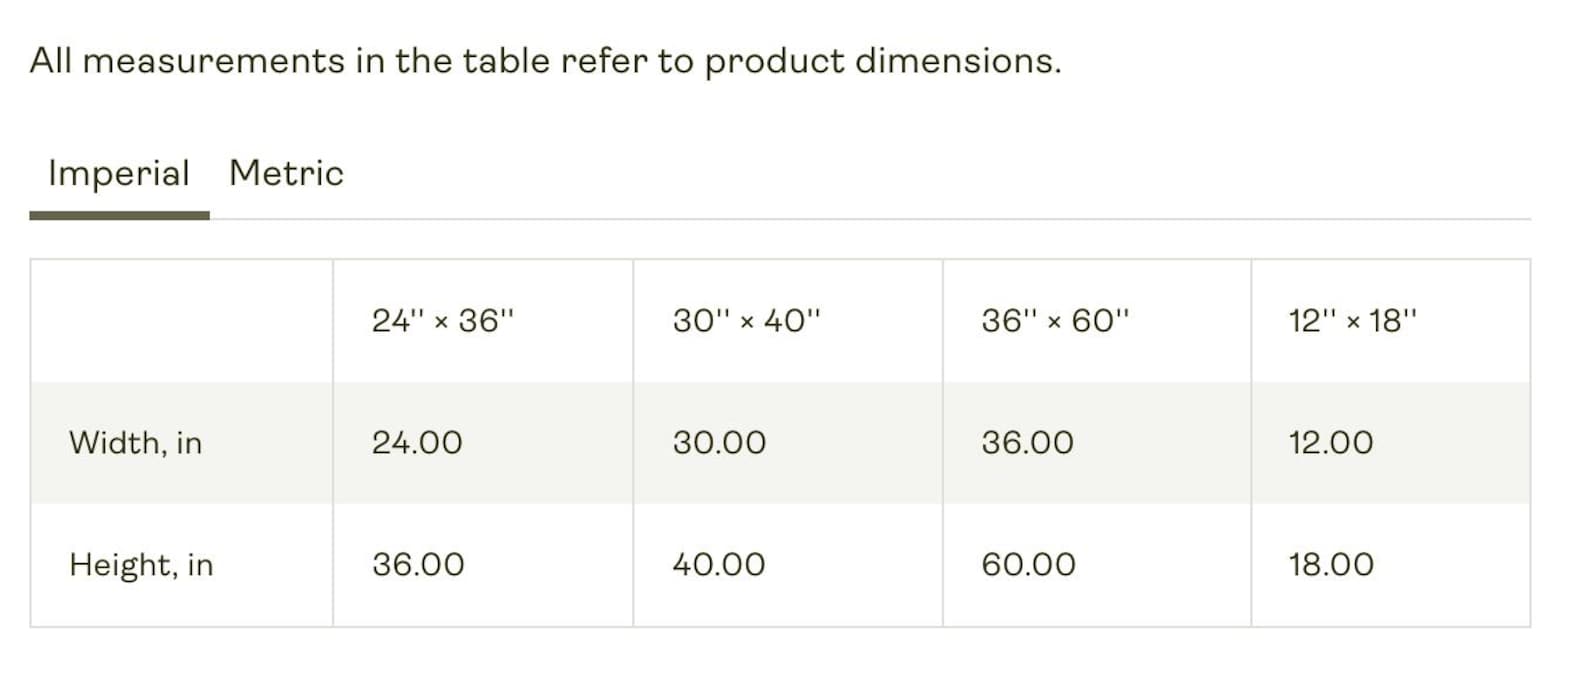 All measurements in the table refer to product dimensions.
Imperial Metric
24" × 36" 30" × 40" 36" × 60" 12" × 18"
Width, in 24.00 30.00 36.00 12.00
Height, in 36.00 40.00 60.00 18.00